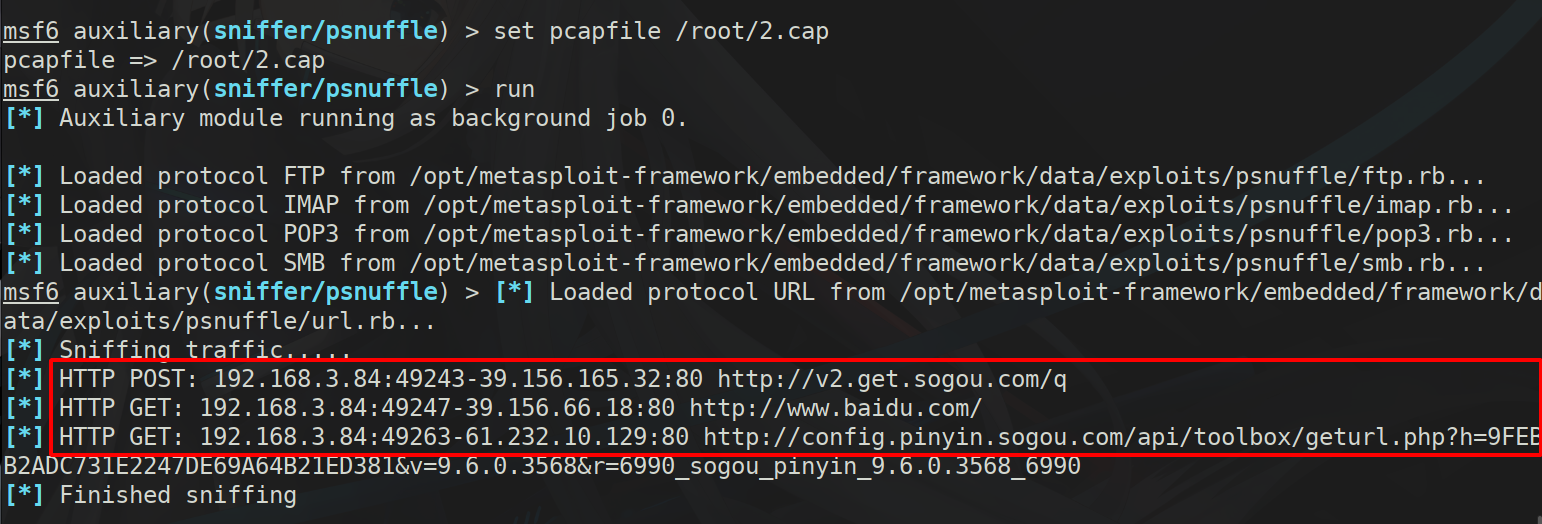 msf6 auxiliary(sniffer/psnuffle) > set pcapfile /root/2.cap
pcapfile => /root/2.cap
msf6 auxiliary(sniffer/psnuffle) > run
[*] Auxiliary module running as background job 0.
[*] Loaded protocol FTP from /opt/metasploit-framework/embedded/framework/data/exploits/psnuffle/ftp.rb...
[*] Loaded protocol IMAP from /opt/metasploit-framework/embedded/framework/data/exploits/psnuffle/imap.rb...
[*] Loaded protocol POP3 from /opt/metasploit-framework/embedded/framework/data/exploits/psnuffle/pop3.rb...
[*] Loaded protocol SMB from /opt/metasploit-framework/embedded/framework/data/exploits/psnuffle/smb.rb...
msf6 auxiliary(sniffer/psnuffle) > [*] Loaded protocol URL from /opt/metasploit-framework/embedded/framework/d
ata/exploits/psnuffle/url.rb...
[*] Sniffing traffic.....
[*] HTTP POST: 192.168.3.84:49243-39.156.165.32:80 http://v2.get.sogou.com/q
[*] HTTP GET: 192.168.3.84:49247-39.156.66.18:80 http://www.baidu.com/
[*] HTTP GET: 192.168.3.84:49263-61.232.10.129:80 http://config.pinyin.sogou.com/api/toolbox/geturl.php?h=9FEB
B2ADC731E2247DE69A64B21ED381&v=9.6.0.3568&r=6990_sogou_pinyin_9.6.0.3568_6990
[*] Finished sniffing